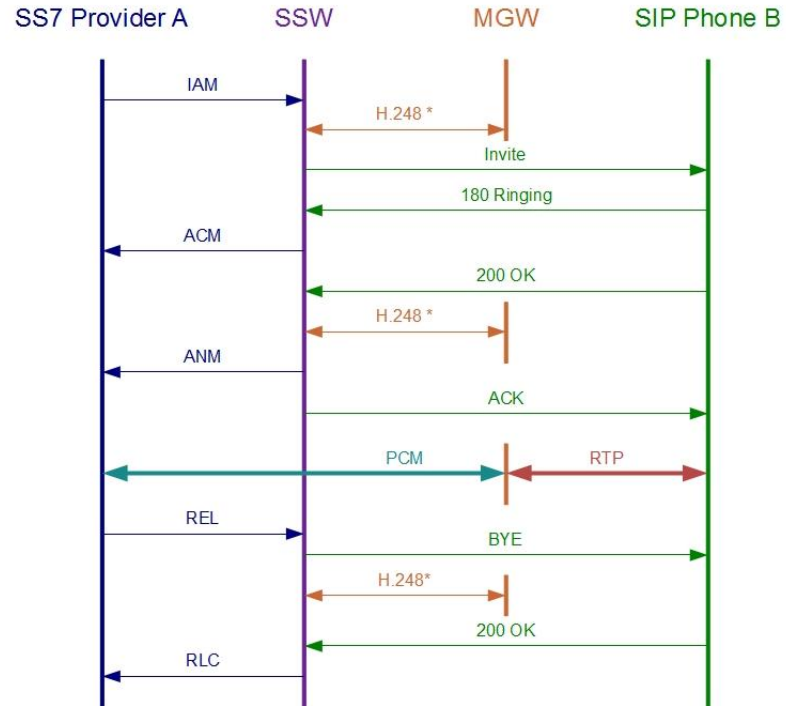 SS7 Provider A SSW MGW SIP Phone B
IAM
H.248 *
Invite
180 Ringing
ACM
200 OK
H.248 *
ANM
ACK
PCM RTP
REL
BYE
H.248*
200 OK
RLC